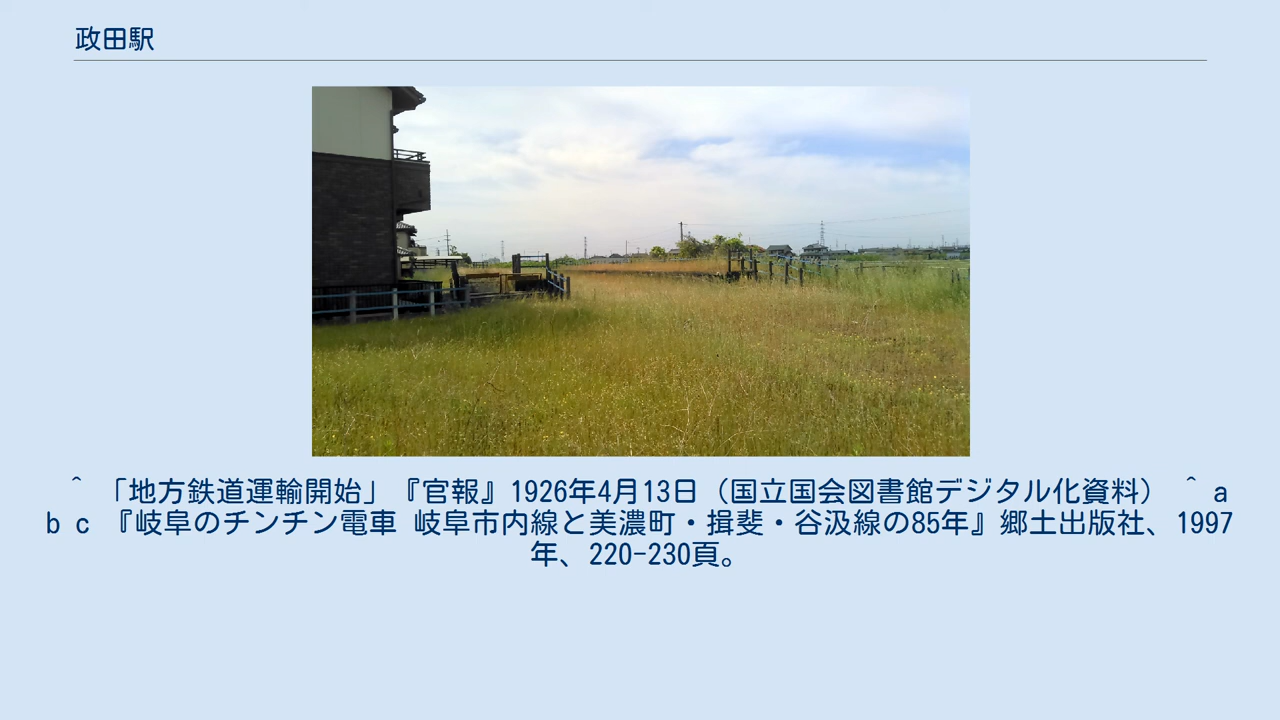 政田駅
^ 「地方鉄道運輸開始」『官報』1926年4月13日（国立国会図書館デジタル化資料） ^ a
b c 『岐阜のチンチン電車 岐阜市内線と美濃町・揖斐・谷汲線の85年』郷土出版社、1997
年、220-230頁。